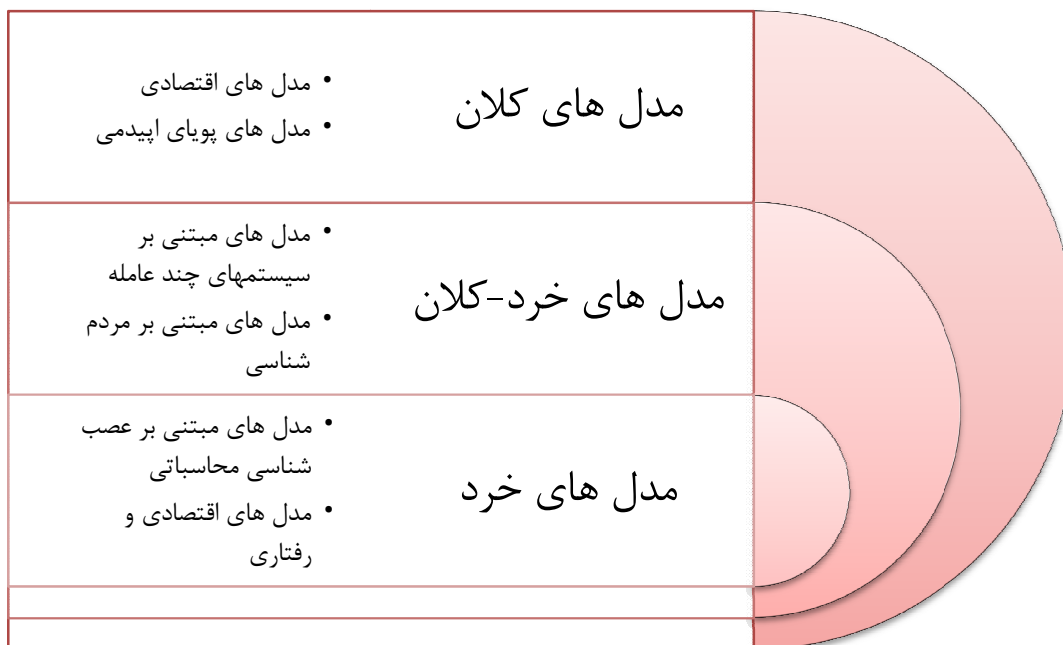 مدل های کلان
• مدل های اقتصادی
• مدل های پویای اپیدمی
مدل های خرد-کلان
• مدل های مبتنی بر
سیستمهای چند عامله
• مدل های مبتنی بر مردم
شناسی
مدل های خرد
• مدل های مبتنی بر عصب
شناسی محاسباتی
• مدل های اقتصادی و
رفتاری